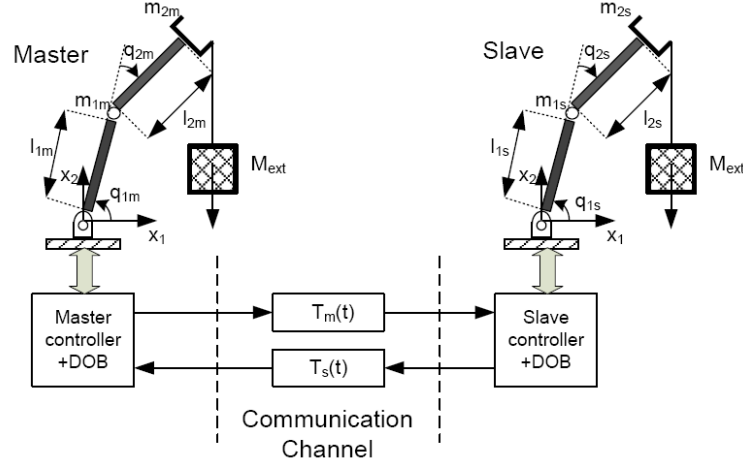 m2m
m2s
Master
q2m
Slave
q2s
m1m
m1s
l1m
l2m
l1s
l2s
x2
q1m
Mext
x2
q1s
Mext
x1
x1
Master
controller
+DOB
Tm(t)
Slave
controller
+DOB
Ts(t)
Communication
Channel